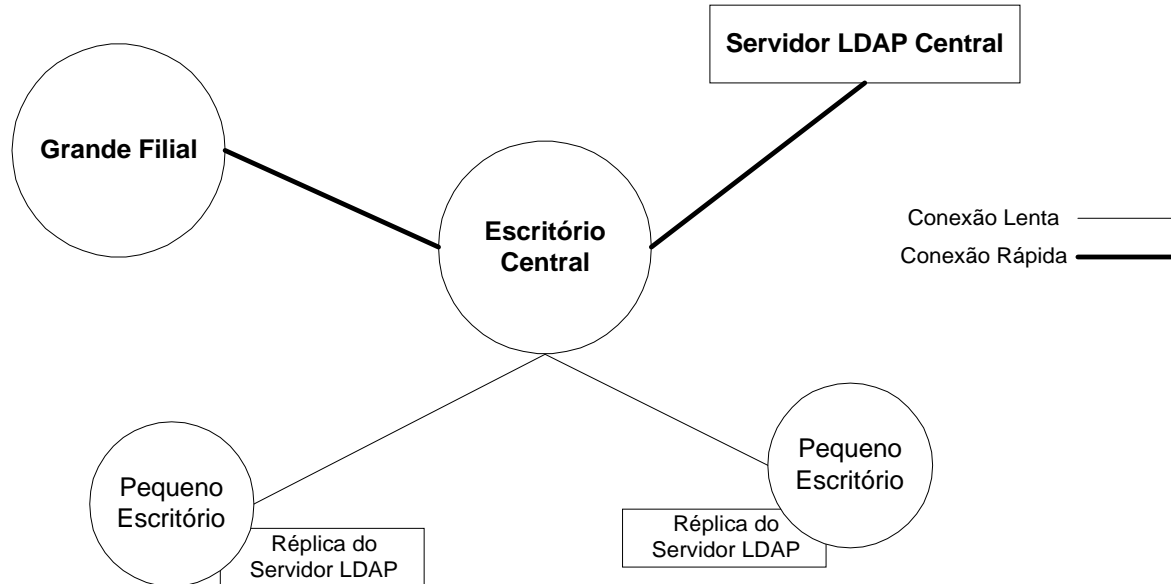 Servidor LDAP Central
Grande Filial
Escritório
Central
Conexão Lenta
Conexão Rápida
Pequeno
Escritório
Réplica do
Servidor LDAP
Pequeno
Escritório
Réplica do
Servidor LDAP